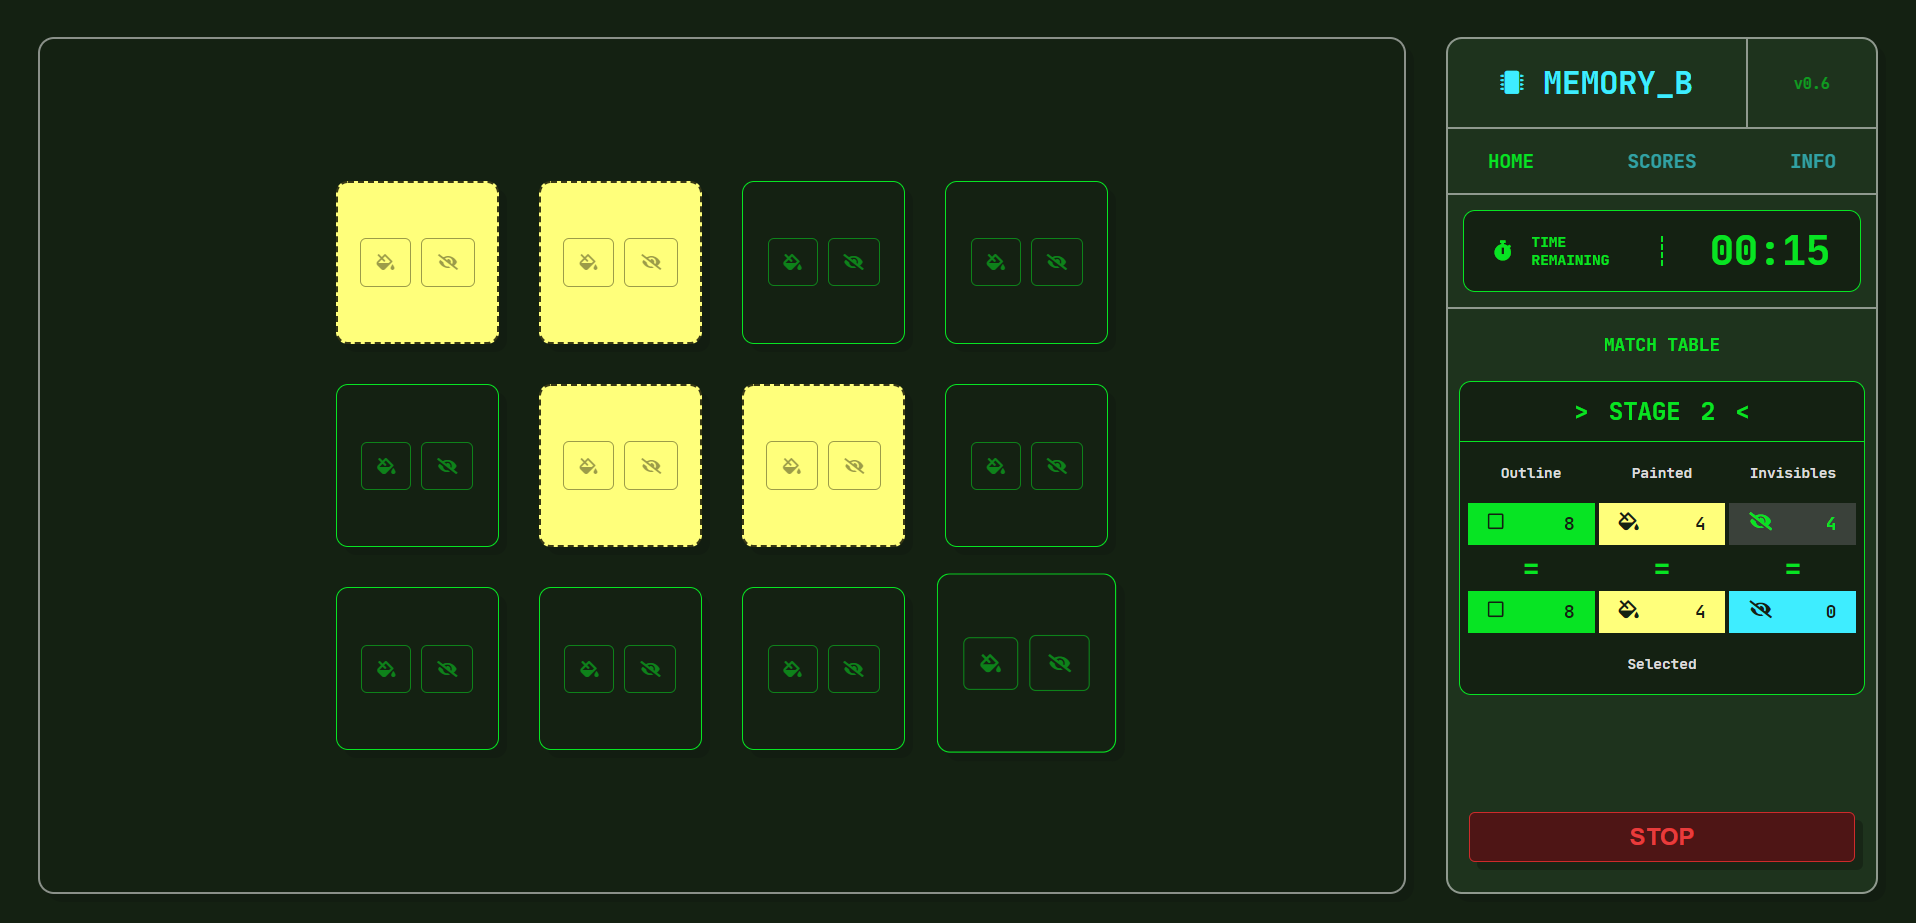 MEMORY_B
v0.6
HOME SCORES INFO
TIME
REMAINING
00:15
MATCH TABLE
> STAGE 2 <
Outline Painted Invisibles
8 4 4
= = =
8 4 0
Selected
STOP